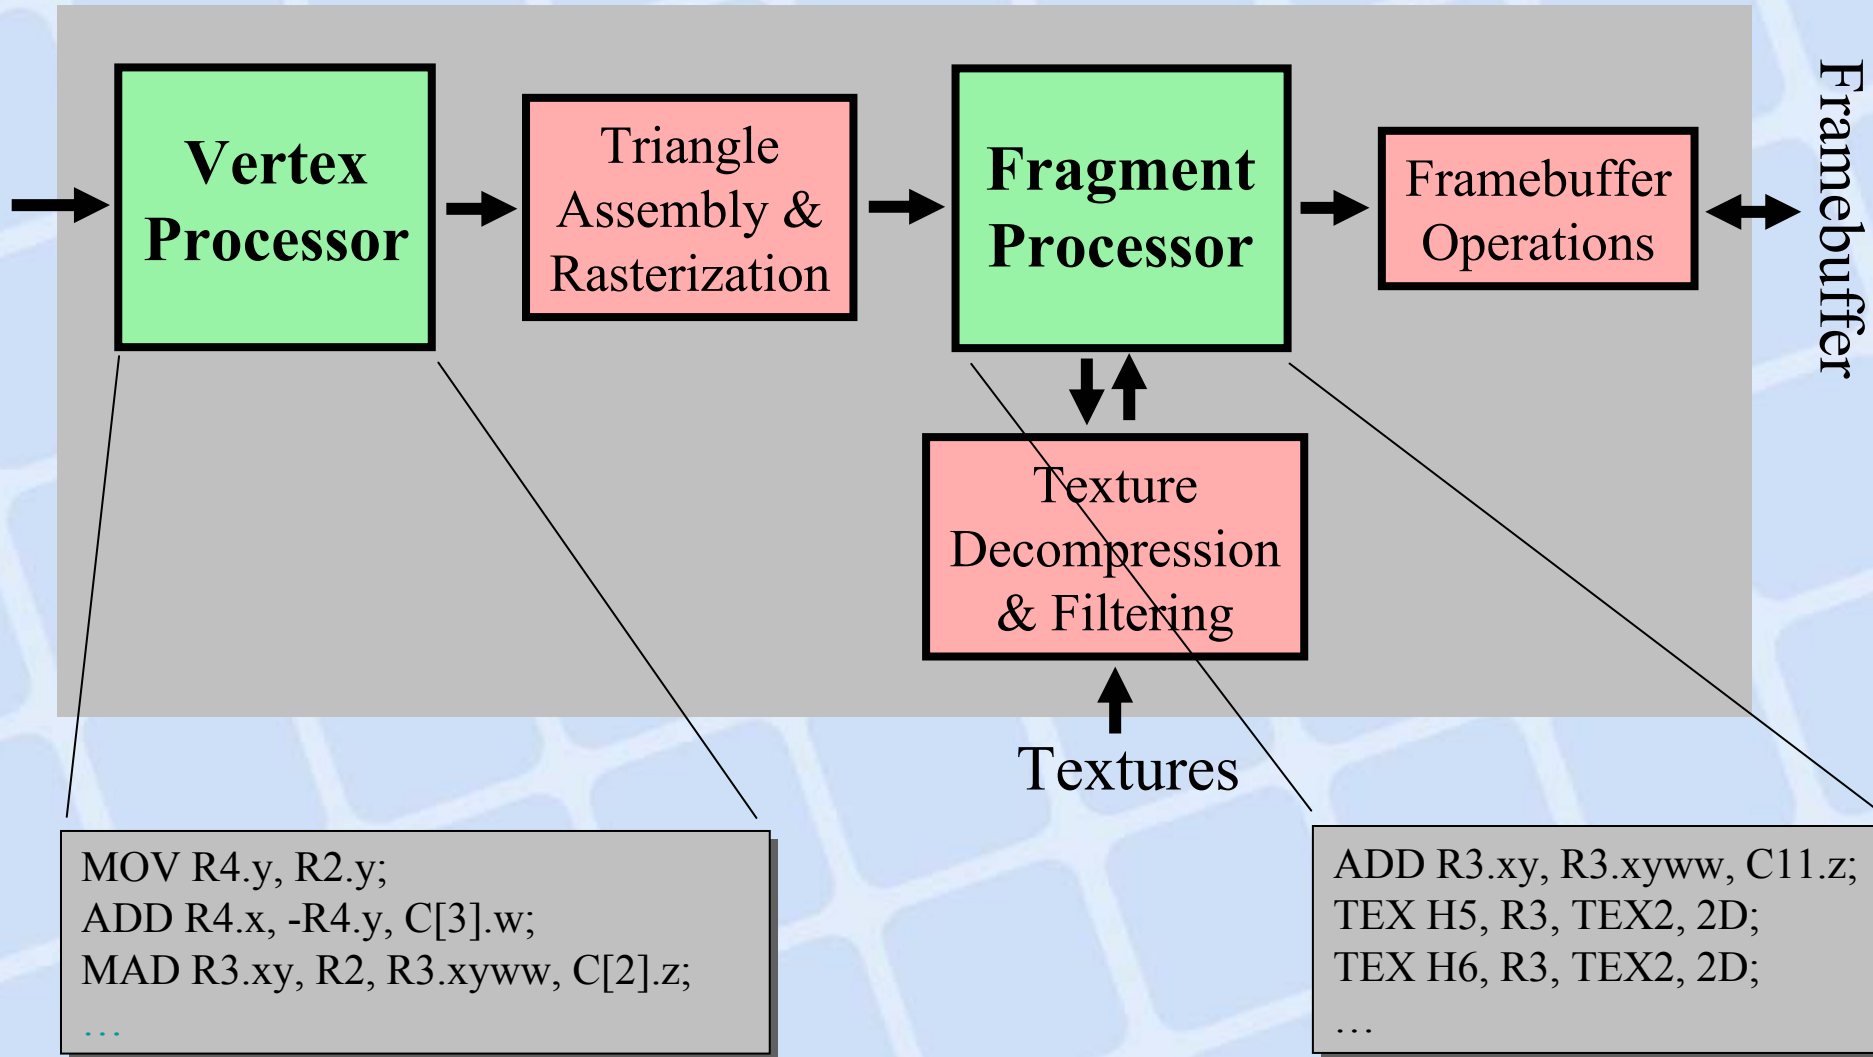 Vertex
Processor
Triangle
Assembly &
Rasterization
Fragment
Processor
Framebuffer
Operations
Framebuffer
Texture
Decompression
& Filtering
Textures
MOV R4.y, R2.y;
ADD R4.x, -R4.y, C[3].w;
MAD R3.xy, R2, R3.xyww, C[2].z;
…
ADD R3.xy, R3.xyww, C11.z;
TEX H5, R3, TEX2, 2D;
TEX H6, R3, TEX2, 2D;
…